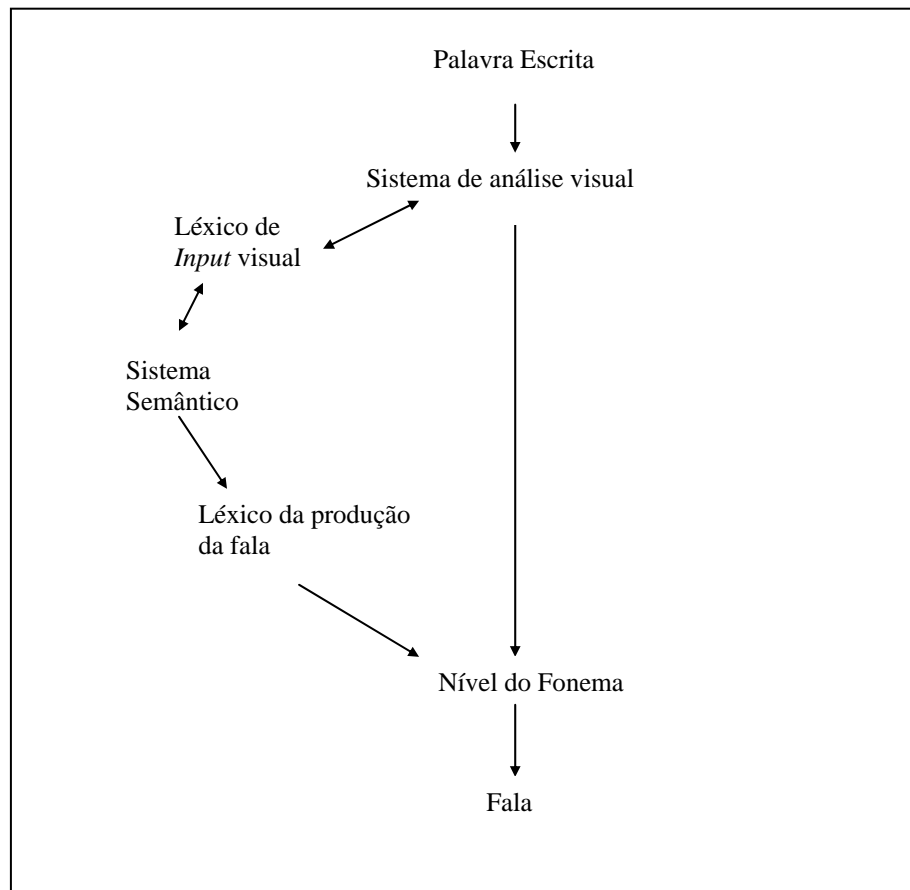 Palavra Escrita
Sistema de análise visual
Léxico de
Input visual
Sistema
Semântico
Léxico da produção
da fala
Nível do Fonema
Fala